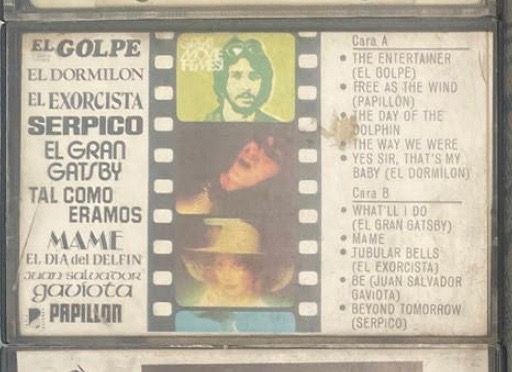 EL GOLPE
EL DORMILON
EL EXORCISTA
SERPICO
EL GRAN
GATSBY
TAL COMO
ERAMOS
MAME
EL DIA del DELFIN
juan salvador
gaviota
PAPILLON
MOVIE
THEMES
Cara A
• THE ENTERTAINER
(EL GOLPE)
• FREE AS THE WIND
(PAPILLON)
• THE DAY OF THE
DOLPHIN
• THE WAY WE WERE
• YES SIR, THAT'S MY
BABY (EL DORMILON)
Cara B
• WHAT'LL I DO
(EL GRAN GATSBY)
• MAME
• TUBULAR BELLS
(EL EXORCISTA)
• BE (JUAN SALVADOR
GAVIOTA)
• BEYOND TOMORROW
(SERPICO)